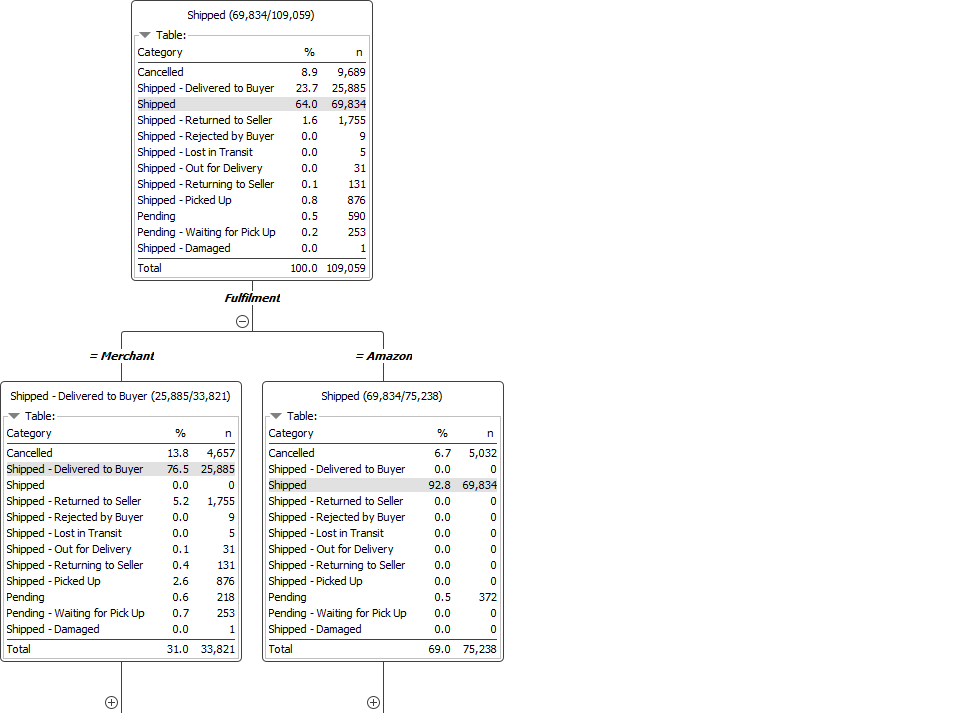 Shipped (69,834/109,059)
Table:
Category % n
Cancelled 8.9 9,689
Shipped - Delivered to Buyer 23.7 25,885
Shipped 64.0 69,834
Shipped - Returned to Seller 1.6 1,755
Shipped - Rejected by Buyer 0.0 9
Shipped - Lost in Transit 0.0 5
Shipped - Out for Delivery 0.0 31
Shipped - Returning to Seller 0.1 131
Shipped - Picked Up 0.8 876
Pending 0.5 590
Pending - Waiting for Pick Up 0.2 253
Shipped - Damaged 0.0 1
Total 100.0 109,059
Fulfilment
= Merchant
Shipped - Delivered to Buyer (25,885/33,821)
Table:
Category % n
Cancelled 13.8 4,657
Shipped - Delivered to Buyer 76.5 25,885
Shipped 0.0 0
Shipped - Returned to Seller 5.2 1,755
Shipped - Rejected by Buyer 0.0 9
Shipped - Lost in Transit 0.0 5
Shipped - Out for Delivery 0.1 31
Shipped - Returning to Seller 0.4 131
Shipped - Picked Up 2.6 876
Pending 0.6 218
Pending - Waiting for Pick Up 0.7 253
Shipped - Damaged 0.0 1
Total 31.0 33,821
= Amazon
Shipped (69,834/75,238)
Table:
Category % n
Cancelled 6.7 5,032
Shipped - Delivered to Buyer 0.0 0
Shipped 92.8 69,834
Shipped - Returned to Seller 0.0 0
Shipped - Rejected by Buyer 0.0 0
Shipped - Lost in Transit 0.0 0
Shipped - Out for Delivery 0.0 0
Shipped - Returning to Seller 0.0 0
Shipped - Picked Up 0.0 0
Pending 0.5 372
Pending - Waiting for Pick Up 0.0 0
Shipped - Damaged 0.0 0
Total 69.0 75,238